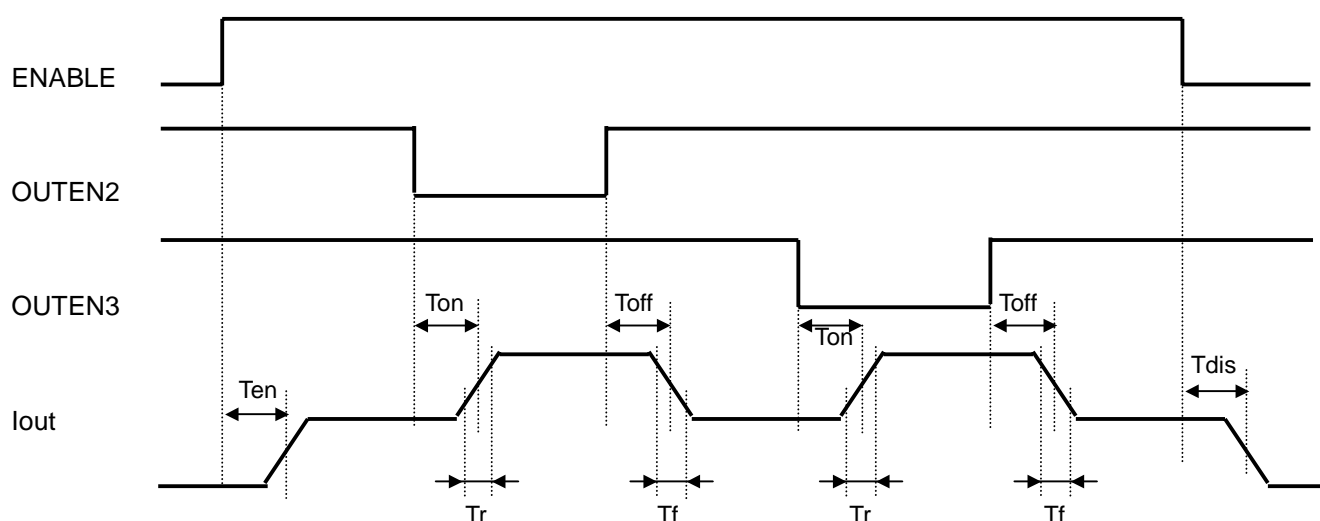 ENABLE
OUTEN2
OUTEN3
Ton
Toff
Ton
Toff
Tdis
Ten
Iout
Tr
Tf
Tr
Tf